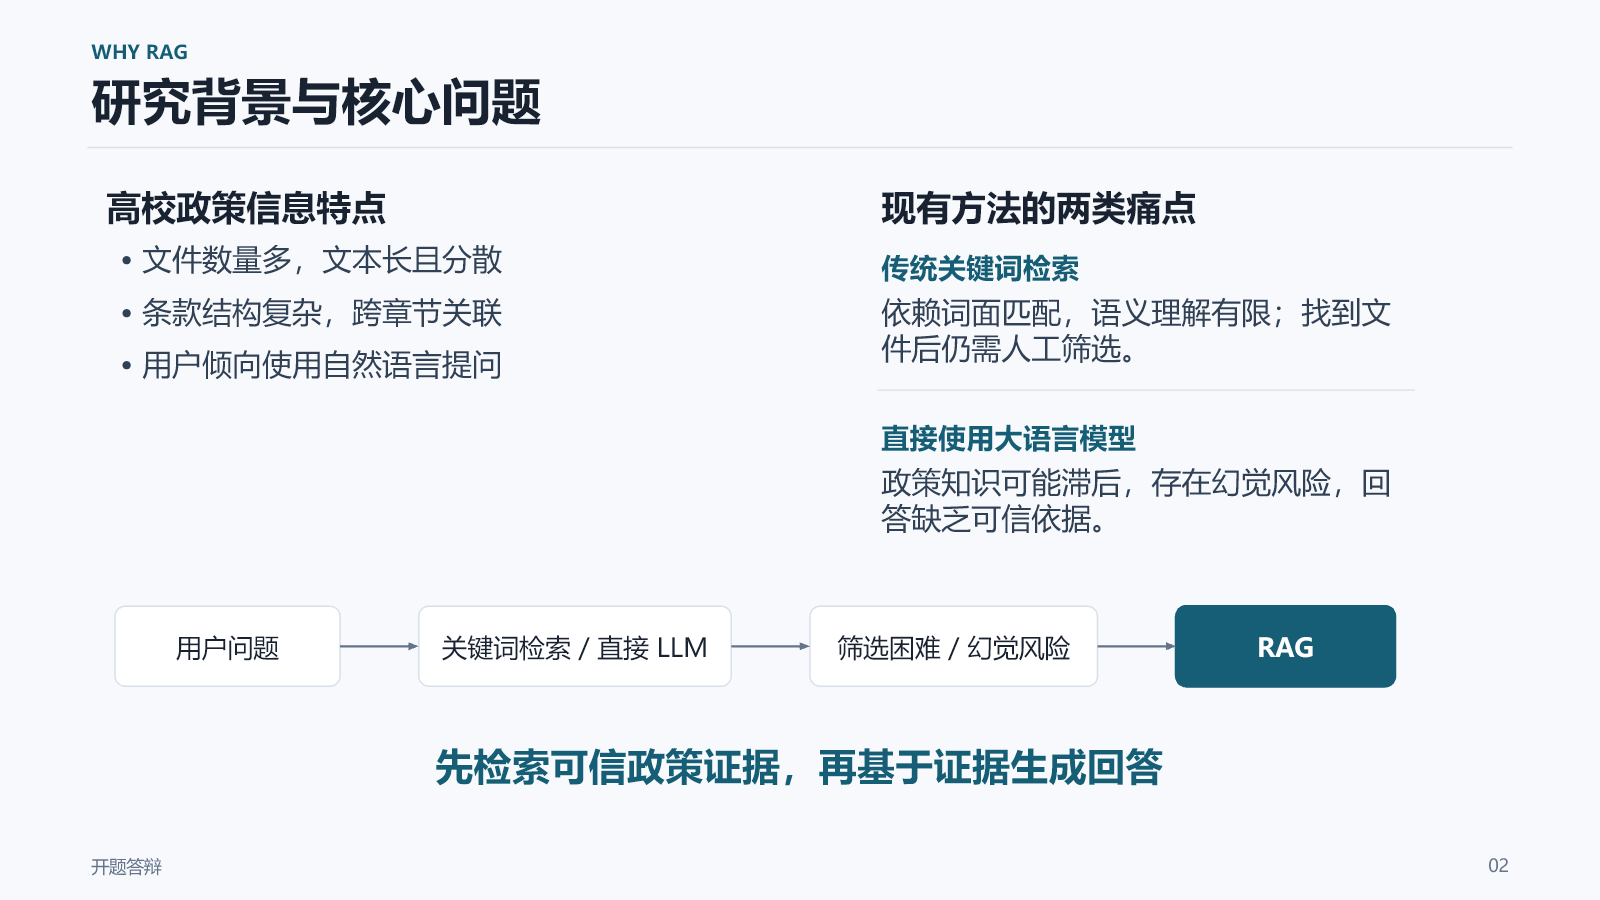 WHY RAG
研究背景与核心问题
高校政策信息特点
• 文件数量多，文本长且分散
• 条款结构复杂，跨章节关联
• 用户倾向使用自然语言提问
现有方法的两类痛点
传统关键词检索
依赖词面匹配，语义理解有限；找到文
件后仍需人工筛选。
直接使用大语言模型
政策知识可能滞后，存在幻觉风险，回
答缺乏可信依据。
用户问题
关键词检索 / 直接 LLM
筛选困难 / 幻觉风险
RAG
先检索可信政策证据，再基于证据生成回答
开题答辩
02